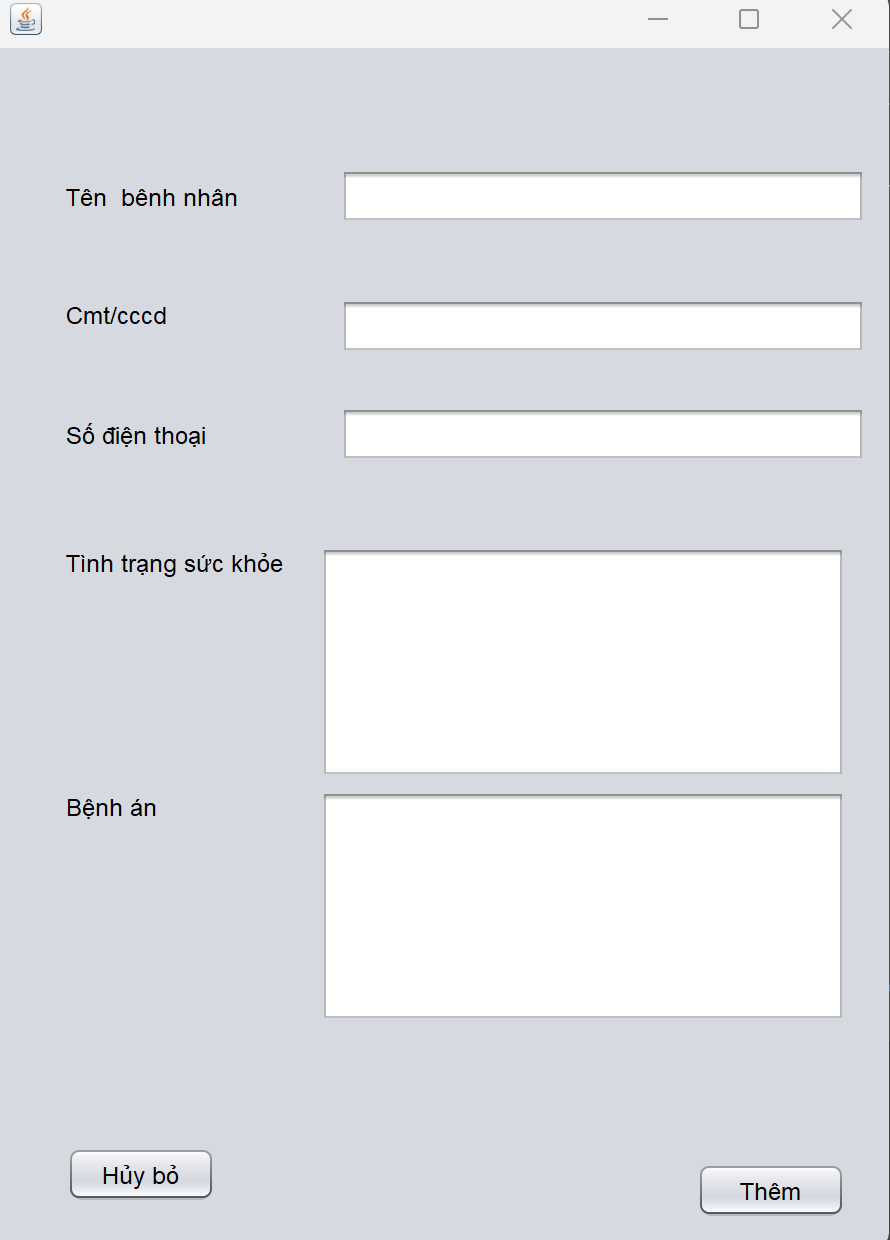 Tên  bênh nhân
Cmt/cccd
Số điện thoại
Tình trạng sức khỏe
Bệnh án
Hủy bỏ
Thêm